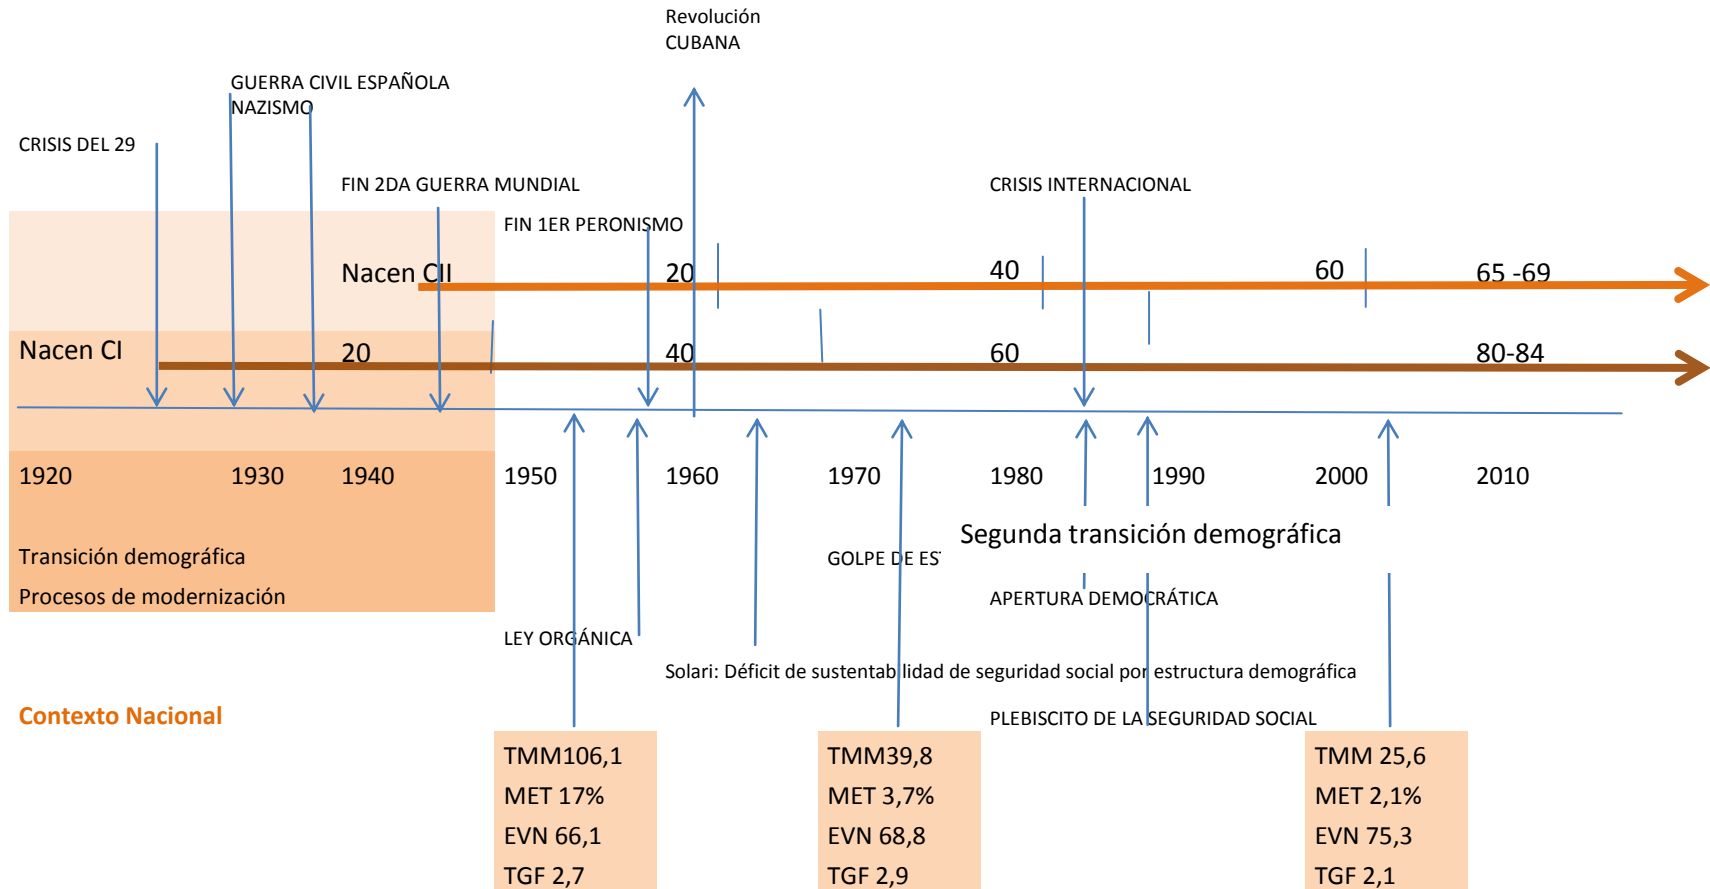 Revolución
CUBANA
GUERRA CIVIL ESPAÑOLA
NAZISMO
CRISIS DEL 29
FIN 2DA GUERRA MUNDIAL
CRISIS INTERNACIONAL
FIN 1ER PERONISMO
Nacen CII 20 40 60 65 -69
Nacen CI 20 40 60 80-84
1920 1930 1940 1950 1960 1970 1980 1990 2000 2010
Segunda transición demográfica
Transición demográfica
GOLPE DE ES
Procesos de modernización
APERTURA DEMOCRÁTICA
LEY ORGÁNICA
Solari: Déficit de sustentabilidad de seguridad social por estructura demográfica
Contexto Nacional
PLEBISCITO DE LA SEGURIDAD SOCIAL
TMM106,1
MET 17%
EVN 66,1
TGF 2,7
TMM39,8
MET 3,7%
EVN 68,8
TGF 2,9
TMM 25,6
MET 2,1%
EVN 75,3
TGF 2,1